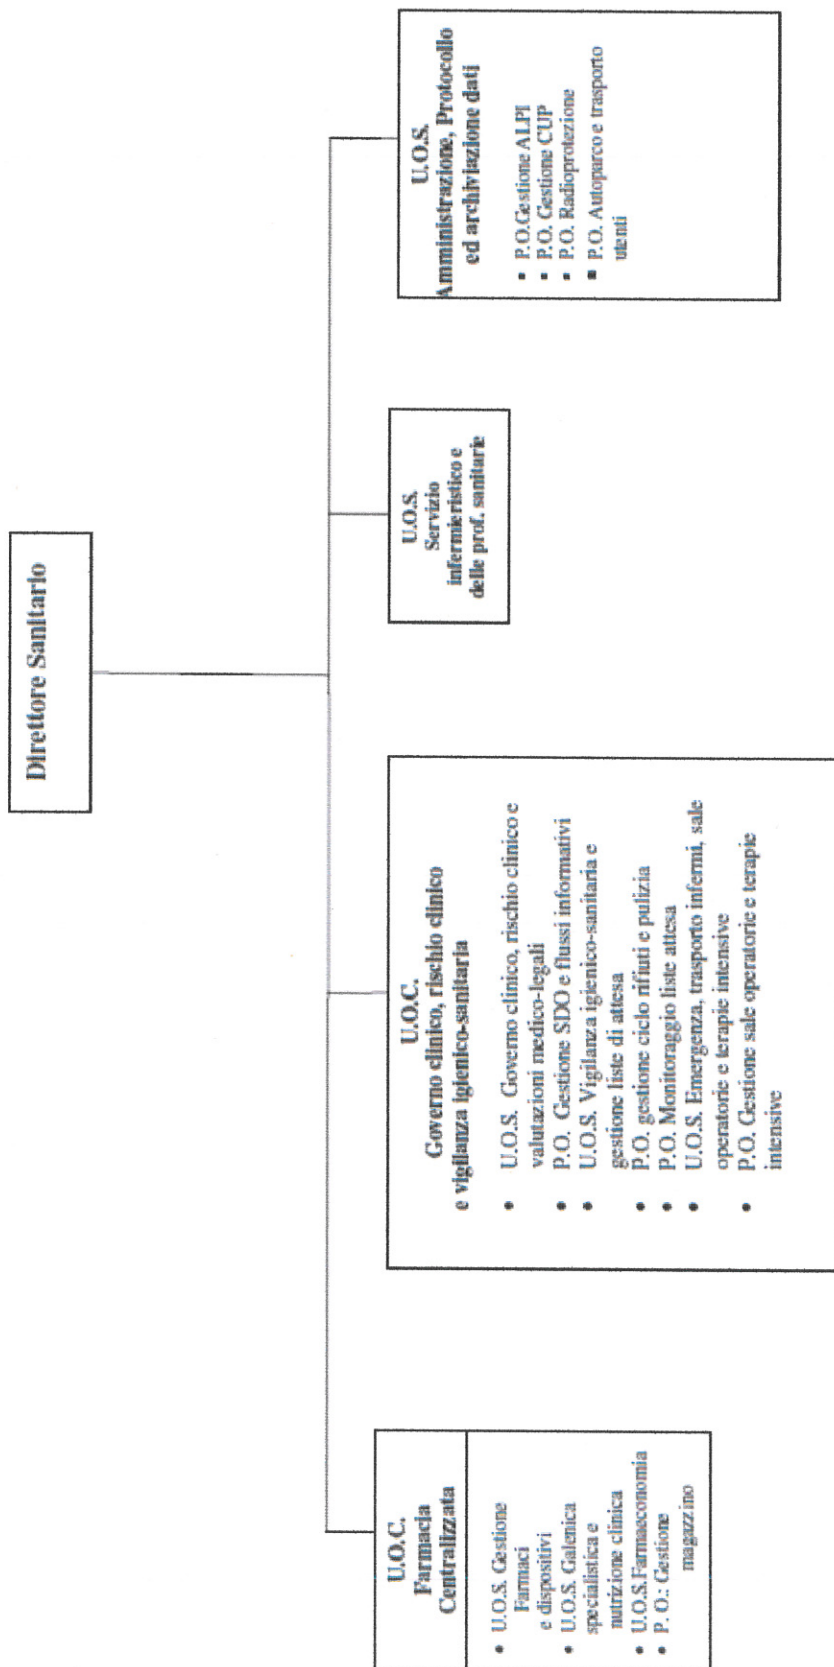 Direttore Sanitario
U.O.C.
Farmacia
Centralizzata
• U.O.S. Gestione
Farmaci
e dispositivi
• U.O.S. Galenica
specialistica e
nutrizione clinica
• U.O.S.Farmaeconomia
• P. O.: Gestione
magazzino
U.O.C.
Governo clinico, rischio clinico
e vigilanza igienico-sanitaria
• U.O.S. Governo clinico, rischio clinico e
valutazioni medico-legali
• P.O. Gestione SDO e flussi informativi
• U.O.S. Vigilanza igienico-sanitaria e
gestione liste di attesa
• P.O. gestione ciclo rifiuti e pulizia
• P.O. Monitoraggio liste attesa
• U.O.S. Emergenza, trasporto infermi, sale
operatorie e terapie intensive
• P.O. Gestione sale operatorie e terapie
intensive
U.O.S.
Servizio
infermieristico e
delle prof. sanitarie
U.O.S.
Amministrazione, Protocollo
ed archiviazione dati
▪ P.O.Gestione ALPI
▪ P.O. Gestione CUP
▪ P.O. Radioprotezione
▪ P.O. Autoparco e trasporto
utenti